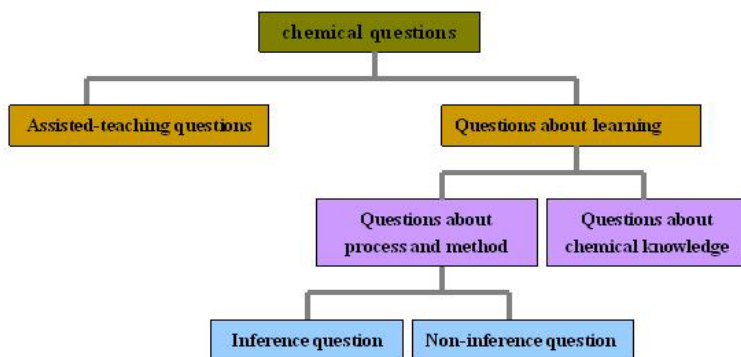 chemical questions
Assisted-teaching questions
Questions about learning
Questions about
process and method
Questions about
chemical knowledge
Inference question
Non-inference question